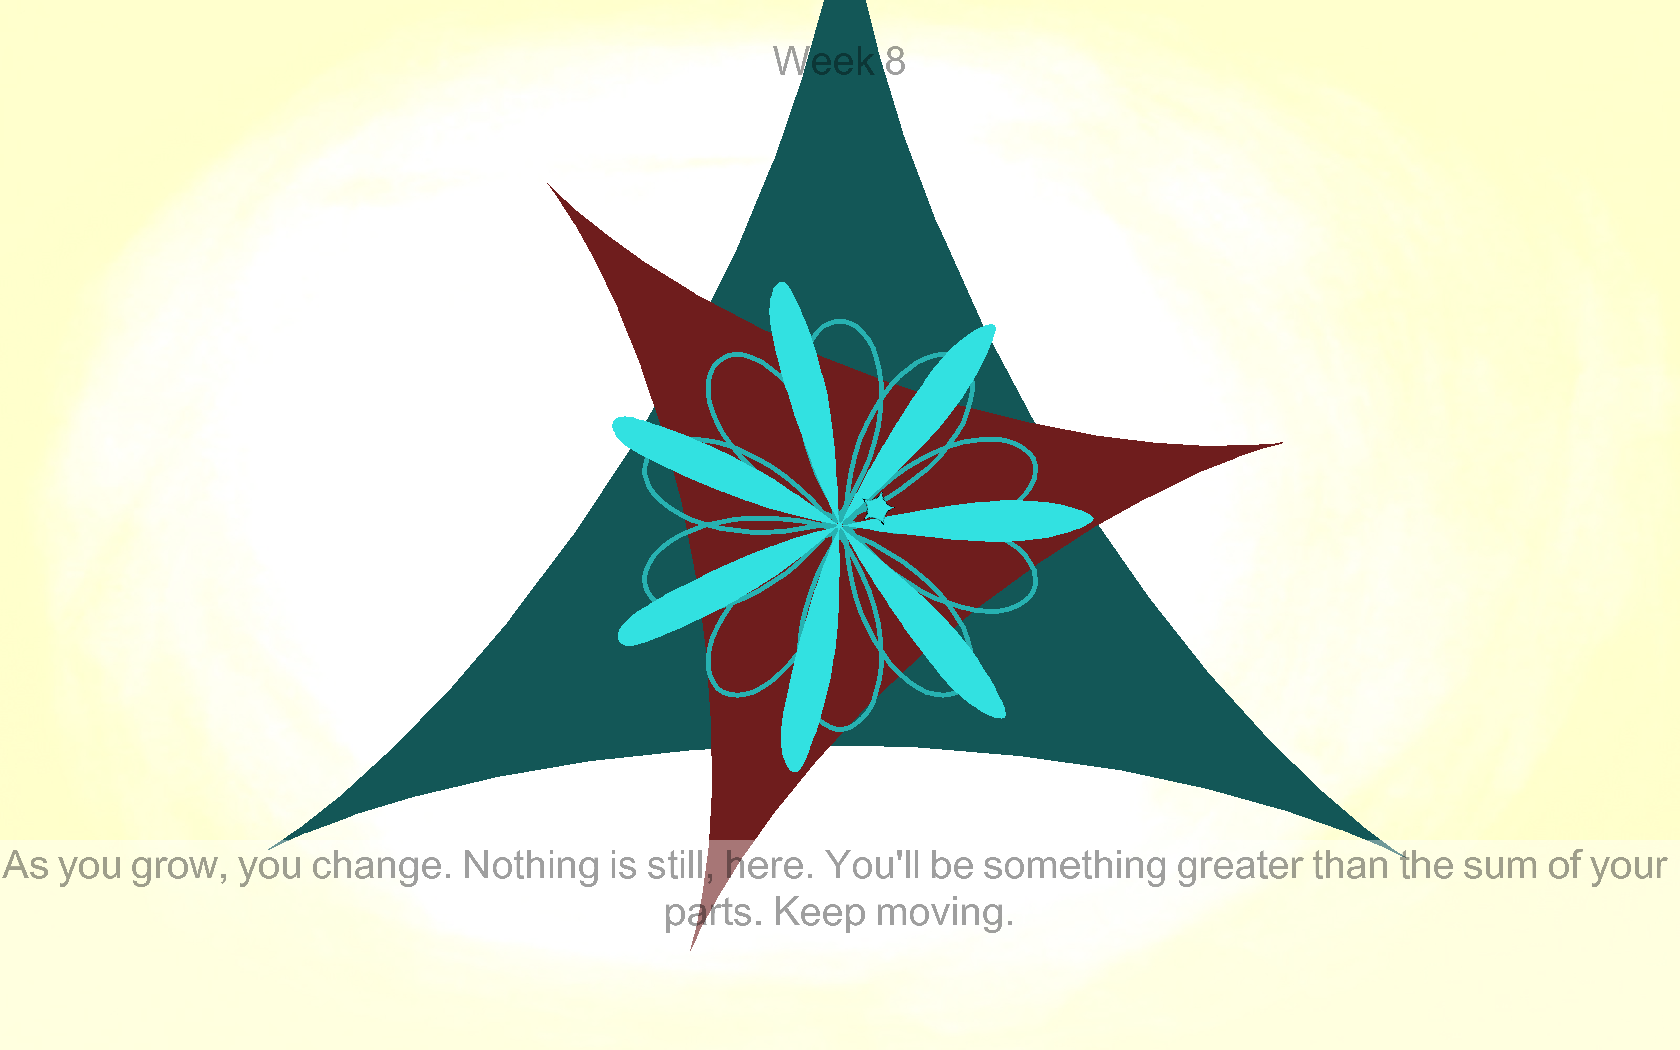 Week 8
As you grow, you change. Nothing is still, here. You'll be something greater than the sum of your
parts. Keep moving.